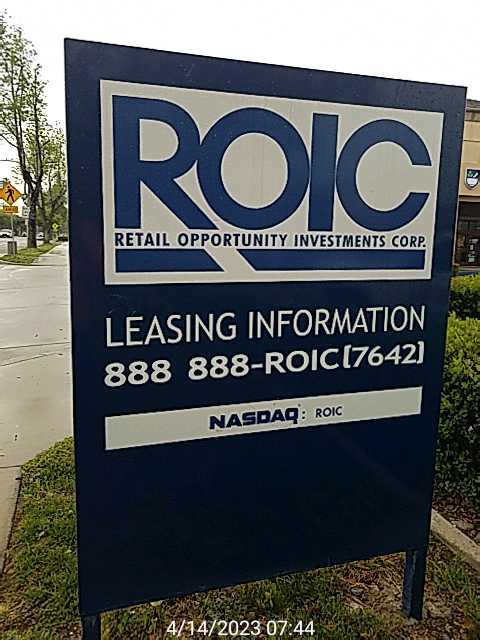 ROIC
RETAIL OPPORTUNITY INVESTMENTS CORP.
LEASING INFORMATION
888 888-ROIC(7642)
NASDAQ: ROIC
4/14/2023 07:44